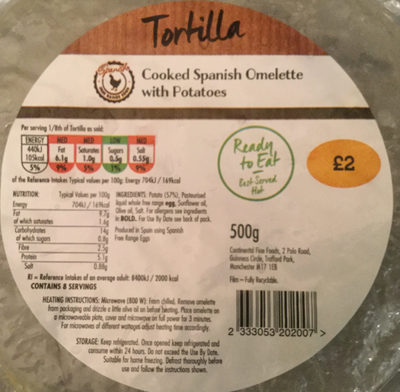 Tortilla
Spanish
Cooked Spanish Omelette
with Potatoes
Per serving 1/8th of Tortilla as sold:
ENERGY MED MED LOW MED
440kJ Fat Saturates Sugars Salt
105kcal 6.1g 1.0g 0.5g 0.55g
5% 9% 5% 1% 9%
of the Reference Intakes Typical values per 100g: Energy 704kJ / 169kcal
Ready
to Eat
Best Served
Hot
£2
NUTRITION: Typical Values per 100g
Energy 704kJ / 169kcal
Fat 9.7g
of which saturates 1.6g
Carbohydrates 14g
of which sugars 0.8g
Fibre 2.5g
Protein 5.1g
Salt 0.88g
RI = Reference Intakes of an average adult: 8400kJ / 2000 kcal
CONTAINS 8 SERVINGS
INGREDIENTS: Potato (57%), Pasteurised
liquid whole free range egg, Sunflower oil,
Olive oil, Salt. For allergens see ingredients
in BOLD. For Use By Date see back of pack.
Produced in Spain using Spanish
Free Range Eggs
500g
Continental Fine Foods, 2 Pole Road,
Guinness Circle, Trafford Park,
Manchester M17 1EB
Film – Fully Recyclable.
HEATING INSTRUCTIONS: Microwave (800 W): From chilled. Remove omelette
from packaging and drizzle a little olive oil on before heating. Place omelette on
a microwaveable plate, cover and microwave on full power for 3 minutes.
For microwaves of different wattages adjust heating time accordingly.
STORAGE: Keep refrigerated. Once opened keep refrigerated and
consume within 24 hours. Do not exceed the Use By Date.
Suitable for home freezing. Defrost thoroughly before
use and follow the instructions shown.
2 333053 202007 >